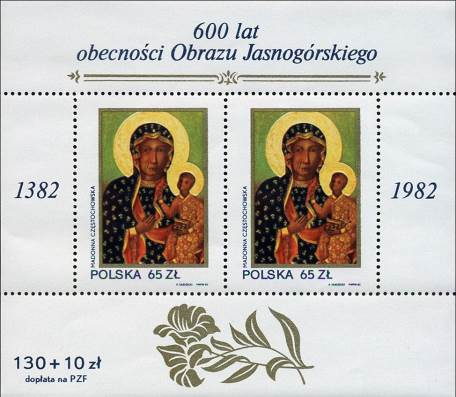 600 lat
obecności Obrazu Jasnogórskiego
1382
MADONNA CZĘSTOCHOWSKA
POLSKA 65 ZŁ
MADONNA CZĘSTOCHOWSKA
POLSKA 65 ZŁ
1982
130 + 10 zł
dopłata na PZF